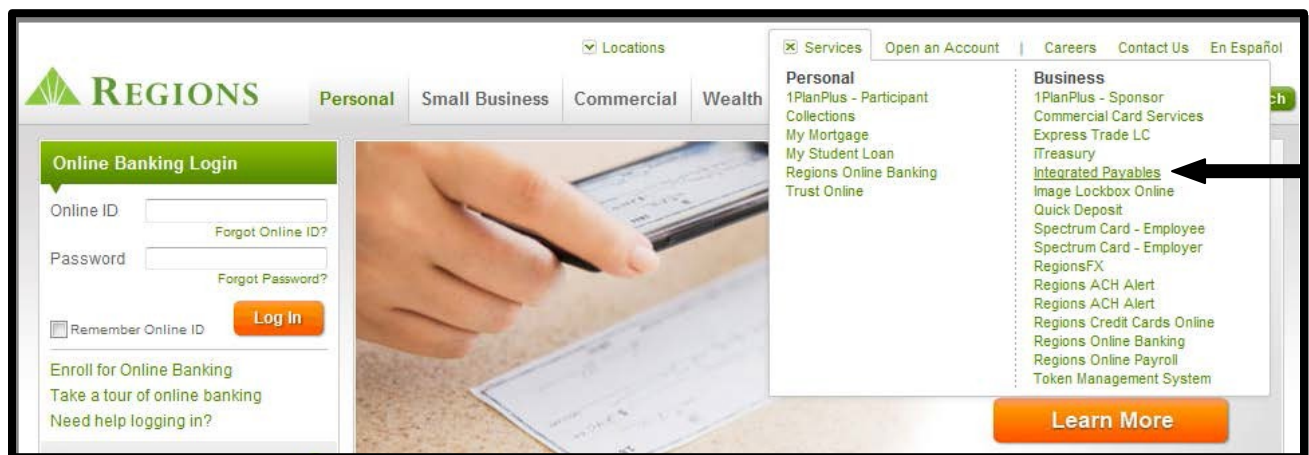 Locations
Services
Open an Account | Careers Contact Us En Español
REGIONS
Personal Small Business Commercial Wealth
Personal
1PlanPlus - Participant
Collections
My Mortgage
My Student Loan
Regions Online Banking
Trust Online
Business
1PlanPlus - Sponsor
Commercial Card Services
Express Trade LC
iTreasury
Integrated Payables
Image Lockbox Online
Quick Deposit
Spectrum Card - Employee
Spectrum Card - Employer
RegionsFX
Regions ACH Alert
Regions ACH Alert
Regions Credit Cards Online
Regions Online Banking
Regions Online Payroll
Token Management System
Online Banking Login
Online ID
Forgot Online ID?
Password
Forgot Password?
Remember Online ID
Log In
Enroll for Online Banking
Take a tour of online banking
Need help logging in?
Learn More